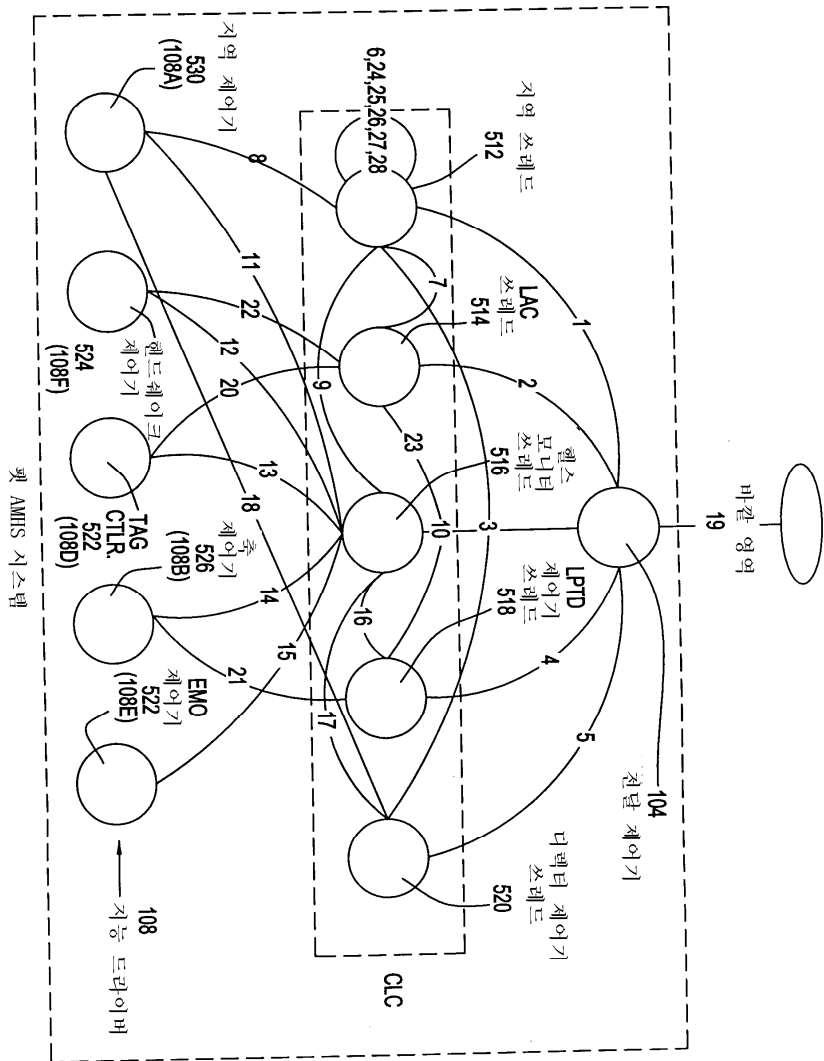 바깥 영역
19
104
전달 제어기
1
2
3
4
5
지역 쓰레드
512
LAC
쓰레드
514
헬스
모니터
쓰레드
516
LPTD
제어기
쓰레드
518
디렉터 제어기
쓰레드
520
6,24,25,26,27,28
7
9
23
10
16
17
CLC
8
11
22
12
20
13
18
14
21
15
지역 제어기
530
(108A)
핸드쉐이크
제어기
524
(108F)
TAG
CTLR.
522
(108D)
축
제어기
526
(108B)
EMO
제어기
522
(108E)
108
지능 드라이버
팻 AMHS 시스템